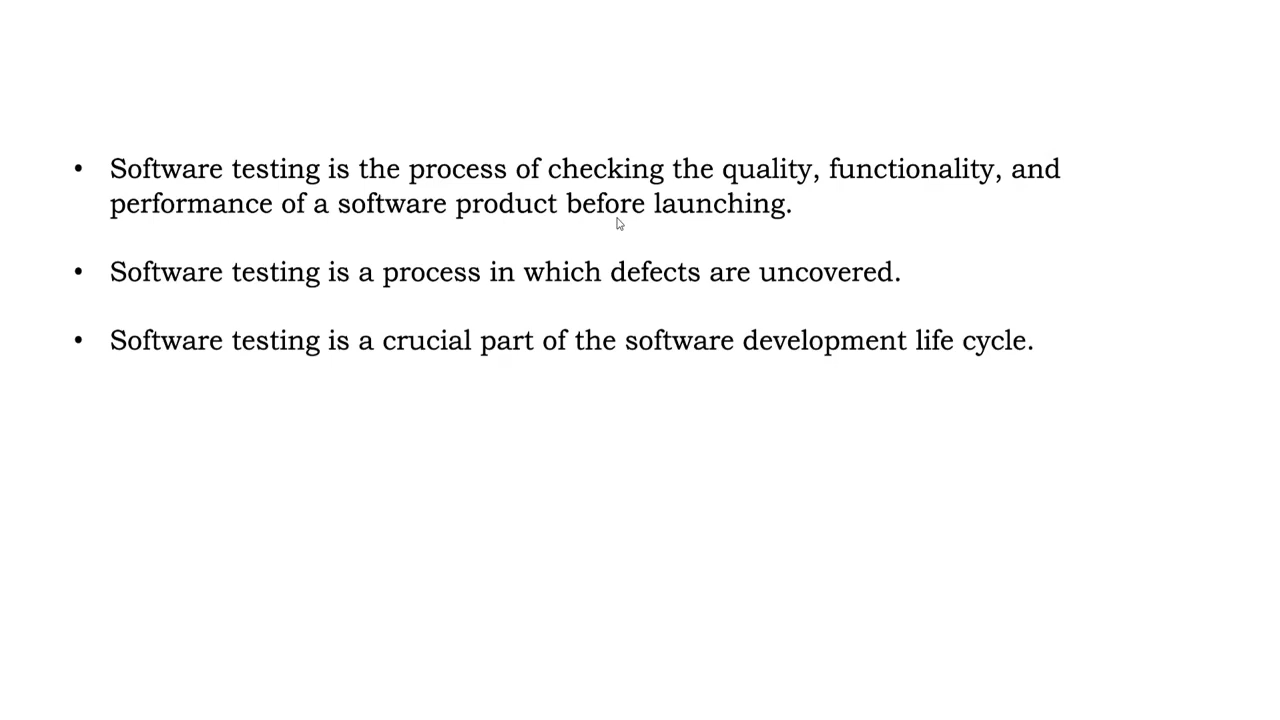 • Software testing is the process of checking the quality, functionality, and
performance of a software product before launching.
• Software testing is a process in which defects are uncovered.
• Software testing is a crucial part of the software development life cycle.